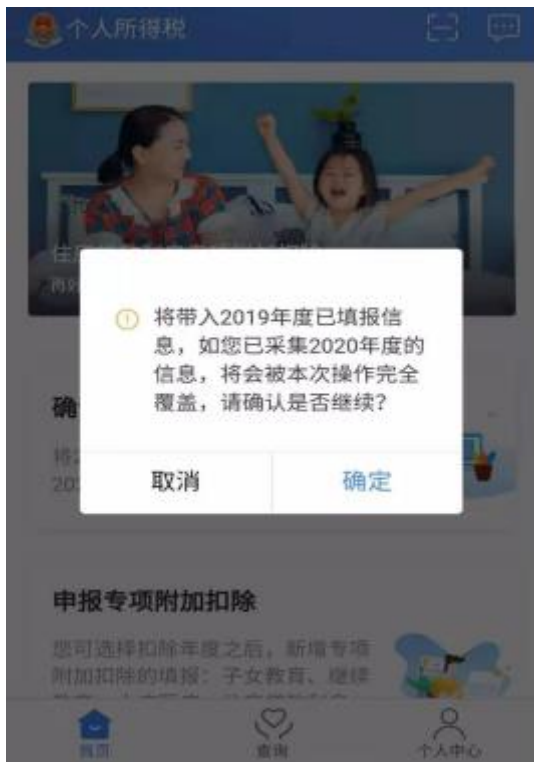 个人所得税
将带入2019年度已填报信
息，如您已采集2020年度的
信息，将会被本次操作完全
覆盖，请确认是否继续？
取消
确定
确
20
申报专项附加扣除
您可选择扣除年度之后，新增专项
附加扣除的填报：子女教育、继续
首页
查询
个人中心